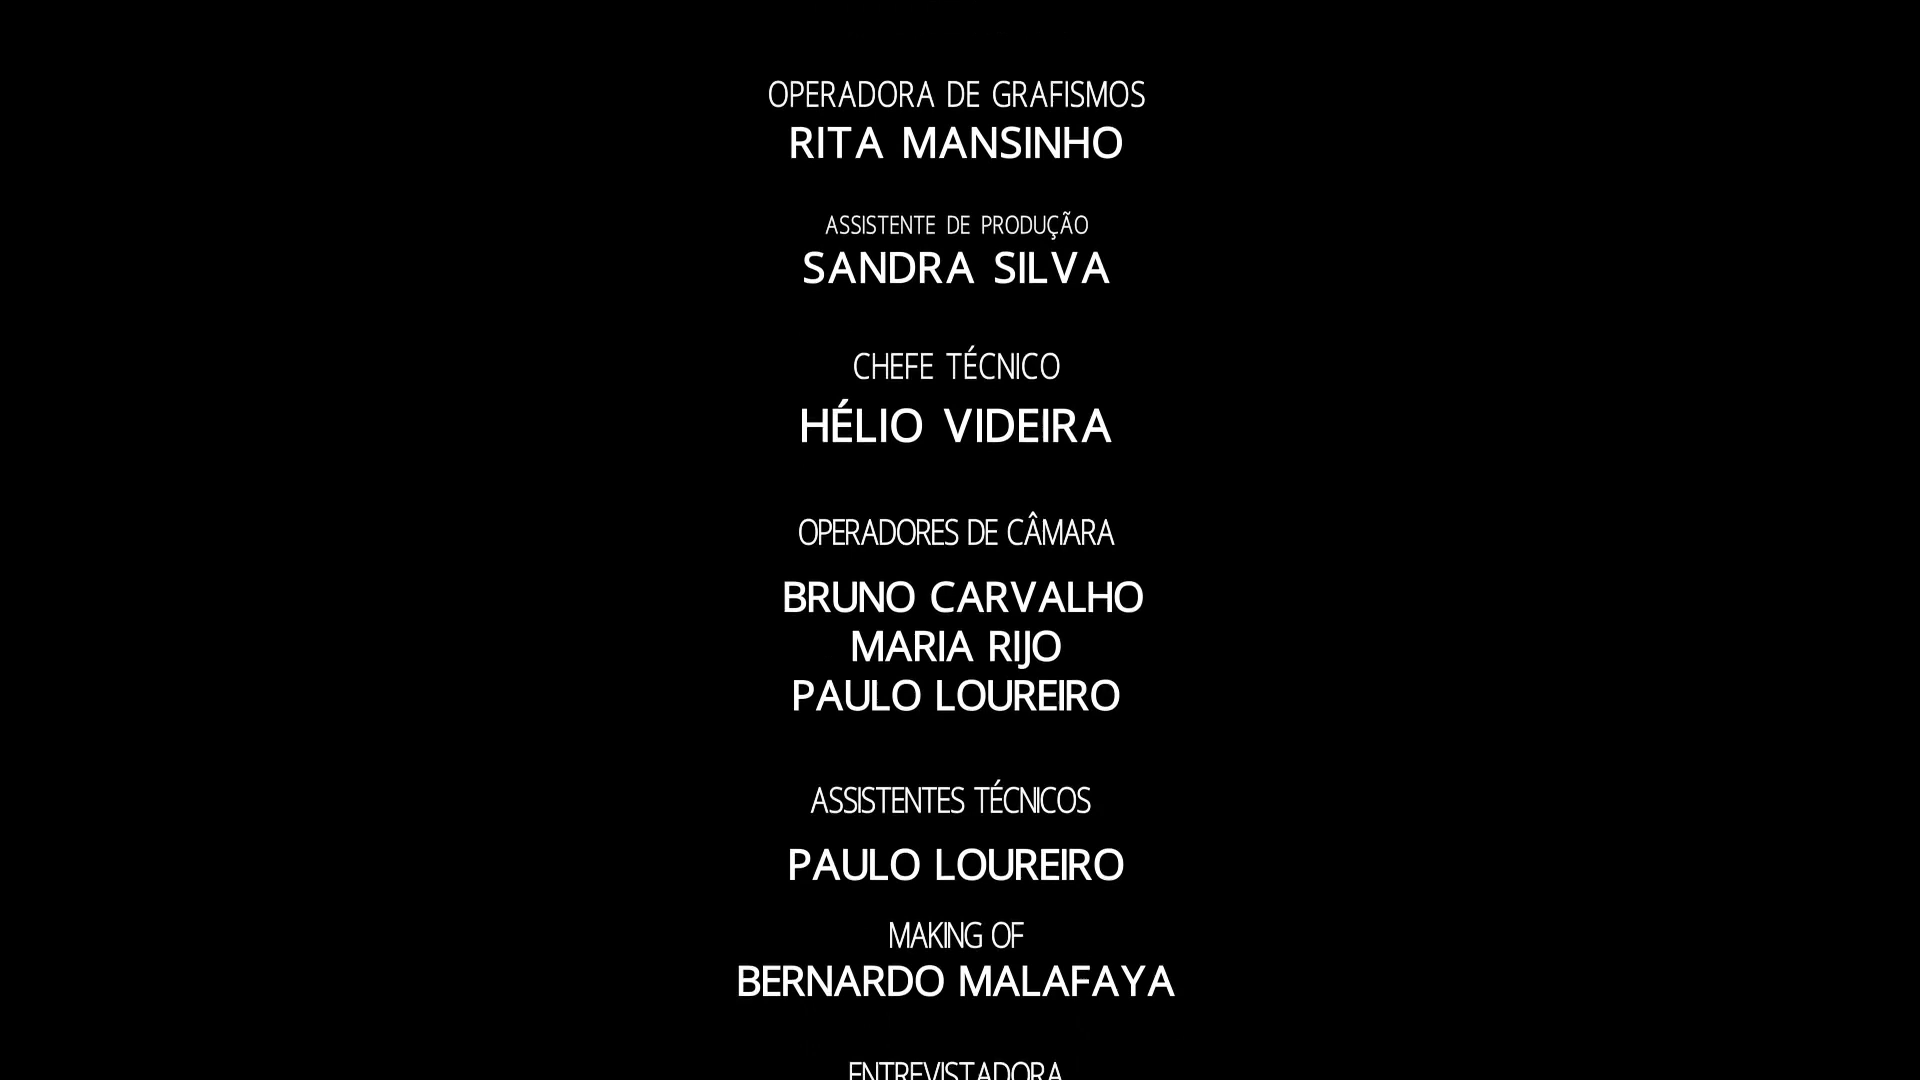 OPERADORA DE GRAFISMOS
RITA MANSINHO
ASSISTENTE DE PRODUÇÃO
SANDRA SILVA
CHEFE TÉCNICO
HÉLIO VIDEIRA
OPERADORES DE CÂMARA
BRUNO CARVALHO
MARIA RIJO
PAULO LOUREIRO
ASSISTENTES TÉCNICOS
PAULO LOUREIRO
MAKING OF
BERNARDO MALAFAYA
ENTREVISTADORA